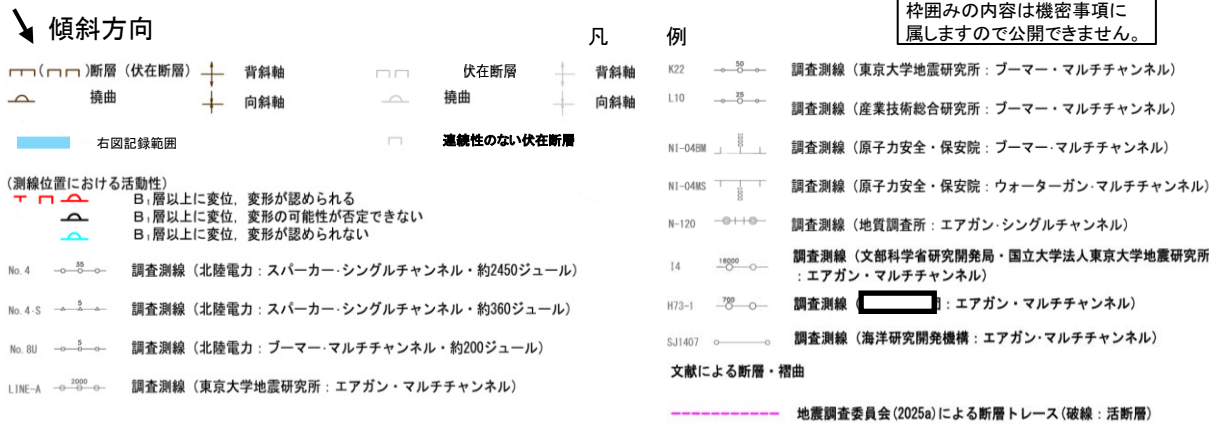 傾斜方向
凡 例
枠囲みの内容は機密事項に
属しますので公開できません。
( )断層（伏在断層） 背斜軸
撓曲 向斜軸
伏在断層 背斜軸
撓曲 向斜軸
右図記録範囲
連続性のない伏在断層
(測線位置における活動性)
B₁層以上に変位，変形が認められる
B₁層以上に変位，変形の可能性が否定できない
B₁層以上に変位，変形が認められない
No.4 35 調査測線（北陸電力：スパーカー・シングルチャンネル・約2450ジュール）
No.4-S 5 調査測線（北陸電力：スパーカー・シングルチャンネル・約360ジュール）
No.8U 5 調査測線（北陸電力：ブーマー・マルチチャンネル・約200ジュール）
LINE-A 2000 調査測線（東京大学地震研究所：エアガン・マルチチャンネル）
K22 50 調査測線（東京大学地震研究所：ブーマー・マルチチャンネル）
L10 25 調査測線（産業技術総合研究所：ブーマー・マルチチャンネル）
NI-04BM 1000 調査測線（原子力安全・保安院：ブーマー・マルチチャンネル）
NI-04MS 1000 調査測線（原子力安全・保安院：ウォーターガン・マルチチャンネル）
N-120 調査測線（地質調査所：エアガン・シングルチャンネル）
I4 16000 調査測線（文部科学省研究開発局・国立大学法人東京大学地震研究所
：エアガン・マルチチャンネル）
H73-1 700 調査測線（ ：エアガン・マルチチャンネル）
SJ1407 調査測線（海洋研究開発機構：エアガン・マルチチャンネル）
文献による断層・褶曲
地震調査委員会(2025a)による断層トレース(破線：活断層)